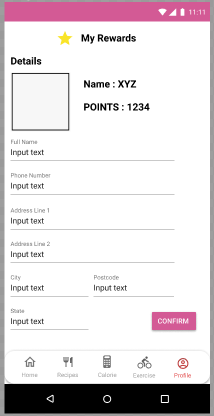 11:11
My Rewards
Details
Name : XYZ
POINTS : 1234
Full Name
Input text
Phone Number
Input text
Address Line 1
Input text
Address Line 2
Input text
City Postcode
Input text Input text
State
Input text
CONFIRM
Home Recipes Calorie Exercise Profile